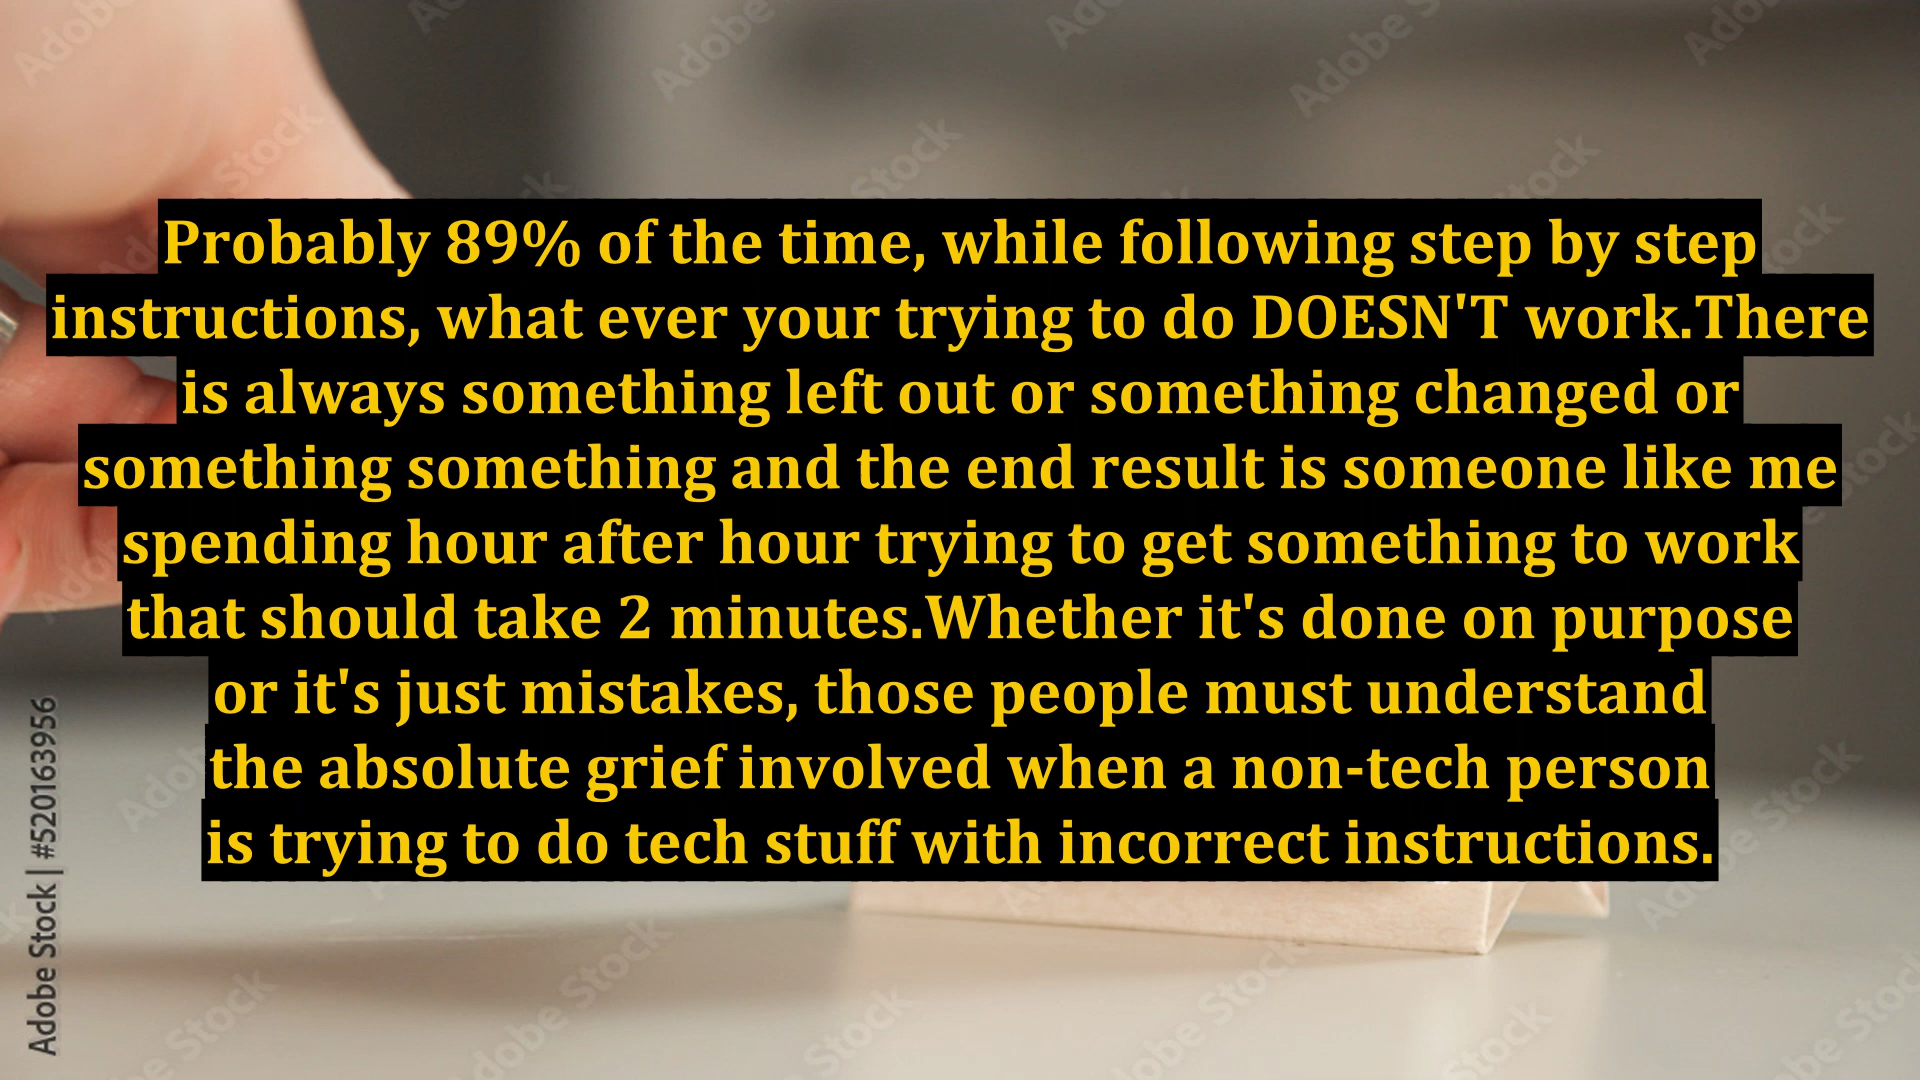 Probably 89% of the time, while following step by step
instructions, what ever your trying to do DOESN'T work.There
is always something left out or something changed or
something something and the end result is someone like me
spending hour after hour trying to get something to work
that should take 2 minutes.Whether it's done on purpose
or it's just mistakes, those people must understand
the absolute grief involved when a non-tech person
is trying to do tech stuff with incorrect instructions.
Adobe Stock | #520163956
Adobe Stock